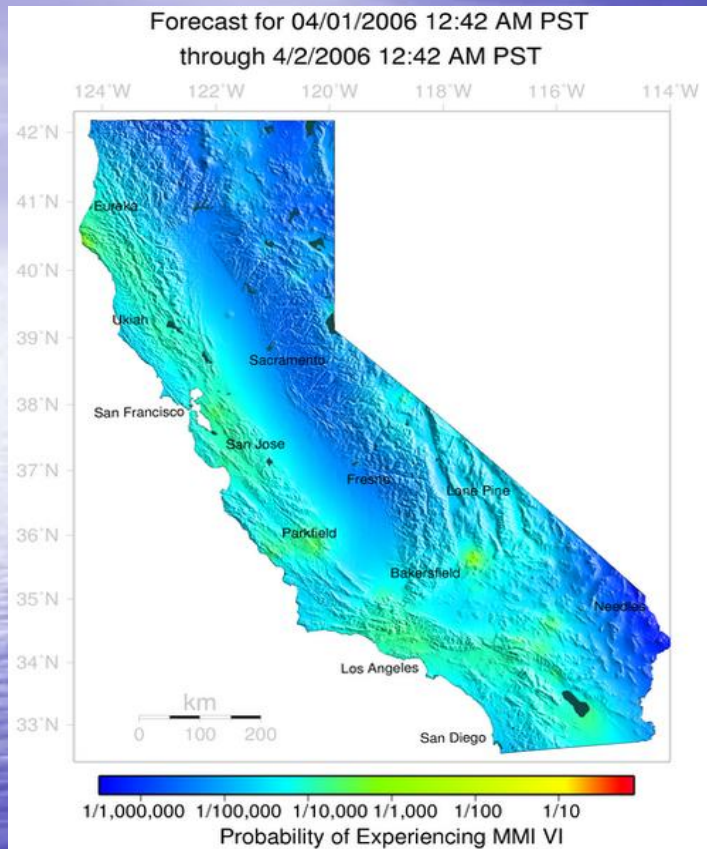 Forecast for 04/01/2006 12:42 AM PST
through 4/2/2006 12:42 AM PST
124°W 122°W 120°W 118°W 116°W 114°W
42°N
41°N
Eureka
40°N
39°N
Ukiah
Sacramento
38°N
San Francisco
San Jose
37°N
Fresno
Lone Pine
36°N
Parkfield
Bakersfield
35°N
Needles
34°N
Los Angeles
km
33°N
0 100 200
San Diego
1/1,000,000 1/100,000 1/10,000 1/1,000 1/100 1/10
Probability of Experiencing MMI VI